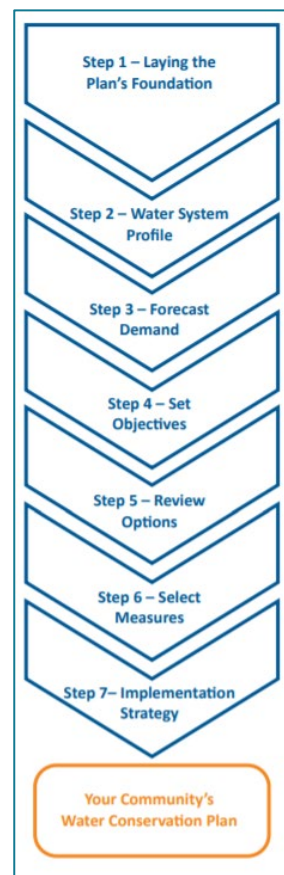 Step 1 – Laying the
Plan's Foundation
Step 2 – Water System
Profile
Step 3 – Forecast
Demand
Step 4 – Set
Objectives
Step 5 – Review
Options
Step 6 – Select
Measures
Step 7– Implementation
Strategy
Your Community's
Water Conservation Plan